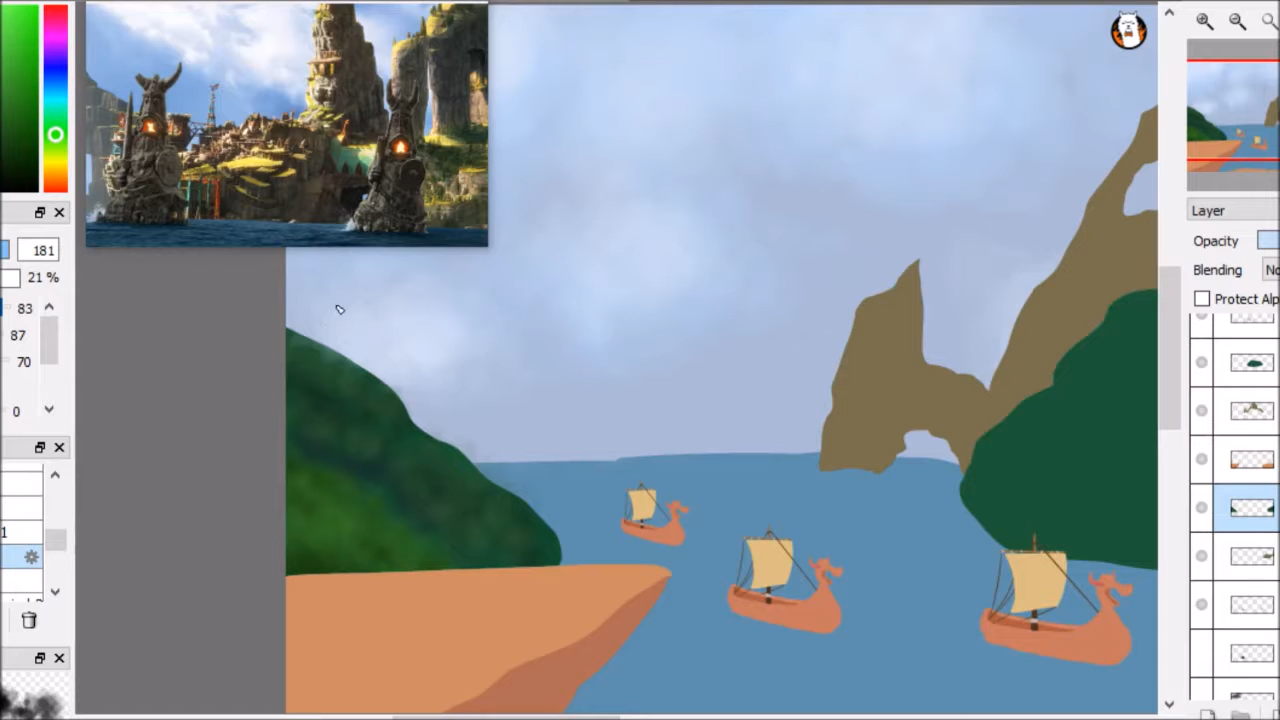 181
21 %
83
87
70
0
1
Layer
Opacity
Blending
Protect Alp